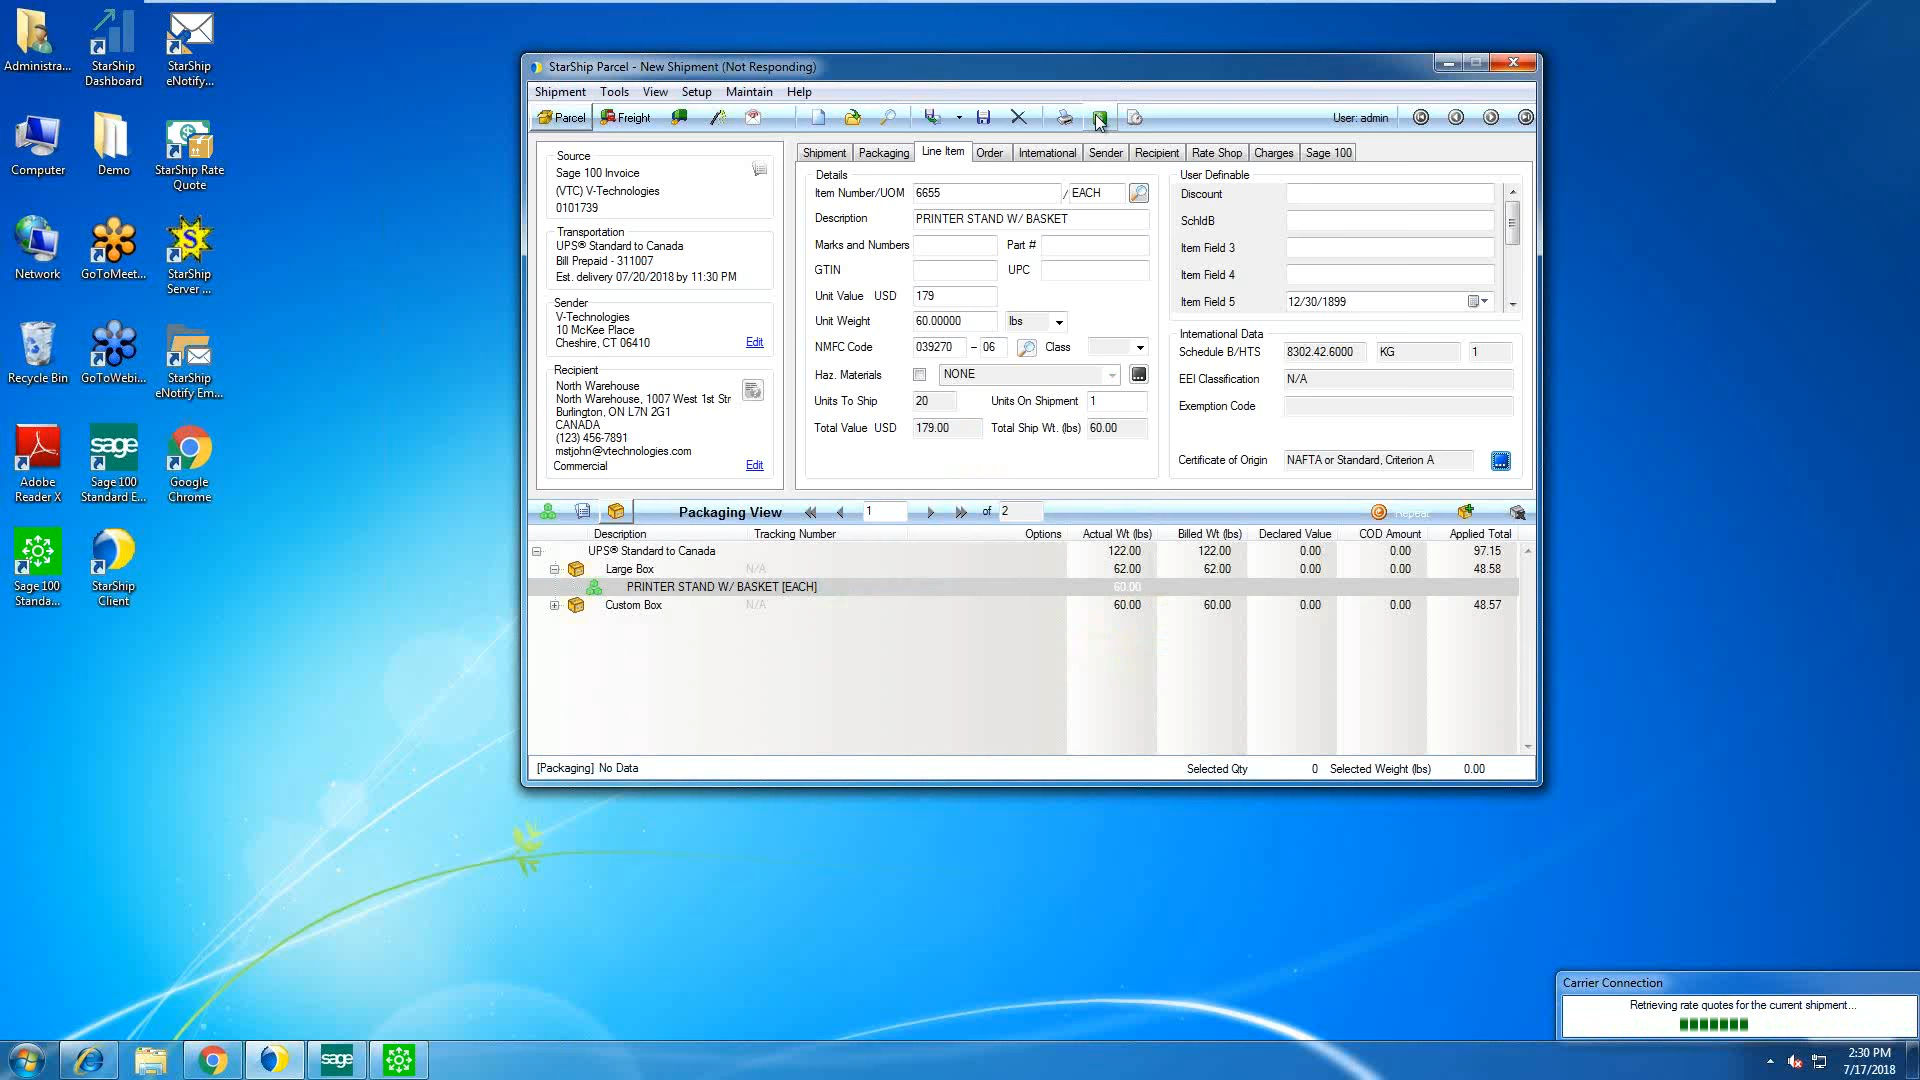 Administra...
StarShip Dashboard
StarShip eNotify...
Computer
Demo
StarShip Rate Quote
Network
GoToMeet...
StarShip Server ...
Recycle Bin
GoToWebi...
StarShip eNotify Em...
Adobe Reader X
Sage 100 Standard E...
Google Chrome
Sage 100 Standa...
StarShip Client
sage
StarShip Parcel - New Shipment (Not Responding)
Shipment Tools View Setup Maintain Help
Parcel Freight User: admin
Source
Sage 100 Invoice
(VTC) V-Technologies
0101739
Transportation
UPS® Standard to Canada
Bill Prepaid - 311007
Est. delivery 07/20/2018 by 11:30 PM
Sender
V-Technologies
10 McKee Place
Cheshire, CT 06410 Edit
Recipient
North Warehouse
North Warehouse, 1007 West 1st Str
Burlington, ON L7N 2G1
CANADA
(123) 456-7891
mstjohn@vtechnologies.com
Commercial Edit
Shipment Packaging Line Item Order International Sender Recipient Rate Shop Charges Sage 100
Details
Item Number/UOM 6655 / EACH
Description PRINTER STAND W/ BASKET
Marks and Numbers Part #
GTIN UPC
Unit Value USD 179
Unit Weight 60.00000 lbs
NMFC Code 039270 - 06 Class
Haz. Materials NONE
Units To Ship 20 Units On Shipment 1
Total Value USD 179.00 Total Ship Wt. (lbs) 60.00
User Definable
Discount
SchldB
Item Field 3
Item Field 4
Item Field 5 12/30/1899
International Data
Schedule B/HTS 8302.42.6000 KG 1
EEI Classification N/A
Exemption Code
Certificate of Origin NAFTA or Standard, Criterion A
Packaging View 1 of 2 Repeat
Description Tracking Number Options Actual Wt (lbs) Billed Wt (lbs) Declared Value COD Amount Applied Total
UPS® Standard to Canada 122.00 122.00 0.00 0.00 97.15
Large Box N/A 62.00 62.00 0.00 0.00 48.58
PRINTER STAND W/ BASKET [EACH] 60.00
Custom Box N/A 60.00 60.00 0.00 0.00 48.57
[Packaging] No Data Selected Qty 0 Selected Weight (lbs) 0.00
Carrier Connection
Retrieving rate quotes for the current shipment...
sage
2:30 PM
7/17/2018